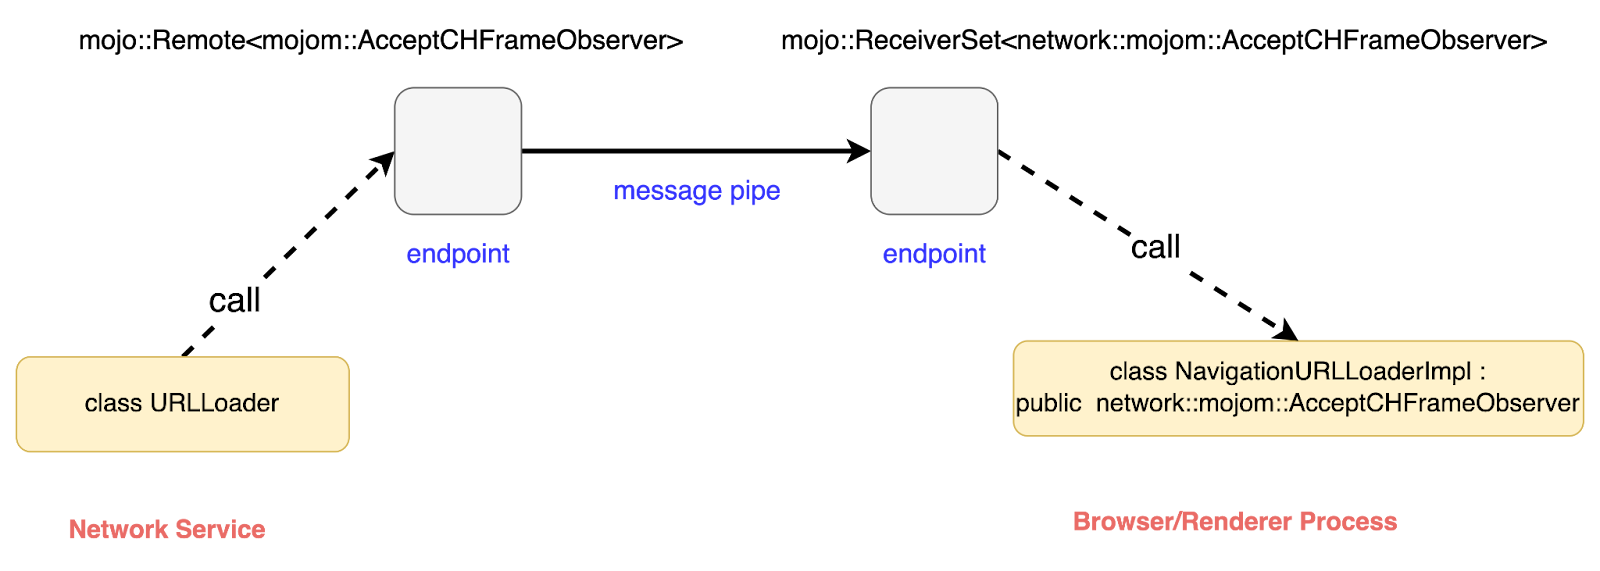 mojo::Remote<mojom::AcceptCHFrameObserver>
mojo::ReceiverSet<network::mojom::AcceptCHFrameObserver>
message pipe
endpoint
endpoint
call
call
class URLLoader
class NavigationURLLoaderImpl :
public network::mojom::AcceptCHFrameObserver
Network Service
Browser/Renderer Process